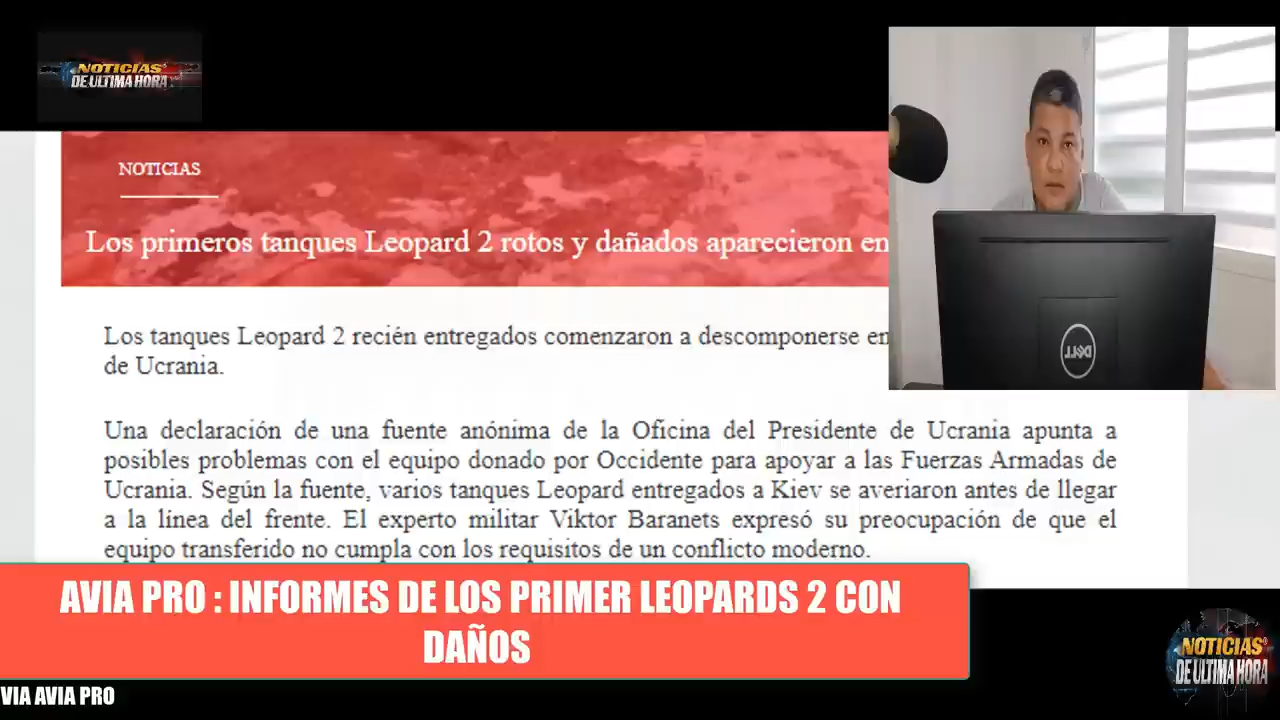 NOTICIAS
DE ULTIMA HORA
NOTICIAS
Los primeros tanques Leopard 2 rotos y dañados aparecieron en
Los tanques Leopard 2 recién entregados comenzaron a descomponerse en
de Ucrania.
Una declaración de una fuente anónima de la Oficina del Presidente de Ucrania apunta a
posibles problemas con el equipo donado por Occidente para apoyar a las Fuerzas Armadas de
Ucrania. Según la fuente, varios tanques Leopard entregados a Kiev se averiaron antes de llegar
a la línea del frente. El experto militar Viktor Baranets expresó su preocupación de que el
equipo transferido no cumpla con los requisitos de un conflicto moderno.
DELL
AVIA PRO : INFORMES DE LOS PRIMER LEOPARDS 2 CON
DAÑOS
NOTICIAS
DE ULTIMA HORA
VIA AVIA PRO